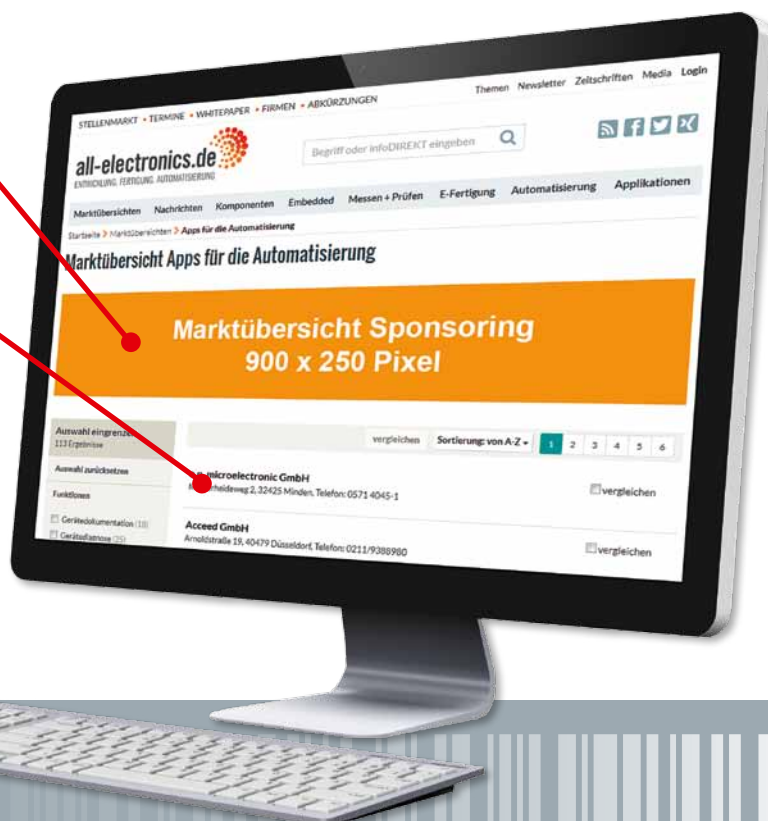 STELLENMARKT • TERMINE • WHITEPAPER • FIRMEN • ABKÜRZUNGEN
Themen Newsletter Zeitschriften Media Login
all-electronics.de
ENTWICKLUNG. FERTIGUNG. AUTOMATISIERUNG
Begriff oder infoDIREKT eingeben
Marktübersichten Nachrichten Komponenten Embedded Messen + Prüfen E-Fertigung Automatisierung Applikationen
Startseite > Marktübersichten > Apps für die Automatisierung
Marktübersicht Apps für die Automatisierung
Marktübersicht Sponsoring
900 x 250 Pixel
Auswahl eingrenzen
113 Ergebnisse
vergleichen Sortierung: von A-Z 1 2 3 4 5 6
Auswahl zurücksetzen
Funktionen
Gerätedokumentation (18)
Gerätediagnose (25)
microelectronic GmbH
2, 32425 Minden, Telefon: 0571 4045-1
vergleichen
Acceed GmbH
Arnoldstraße 19, 40479 Düsseldorf, Telefon: 0211/9388980
vergleichen